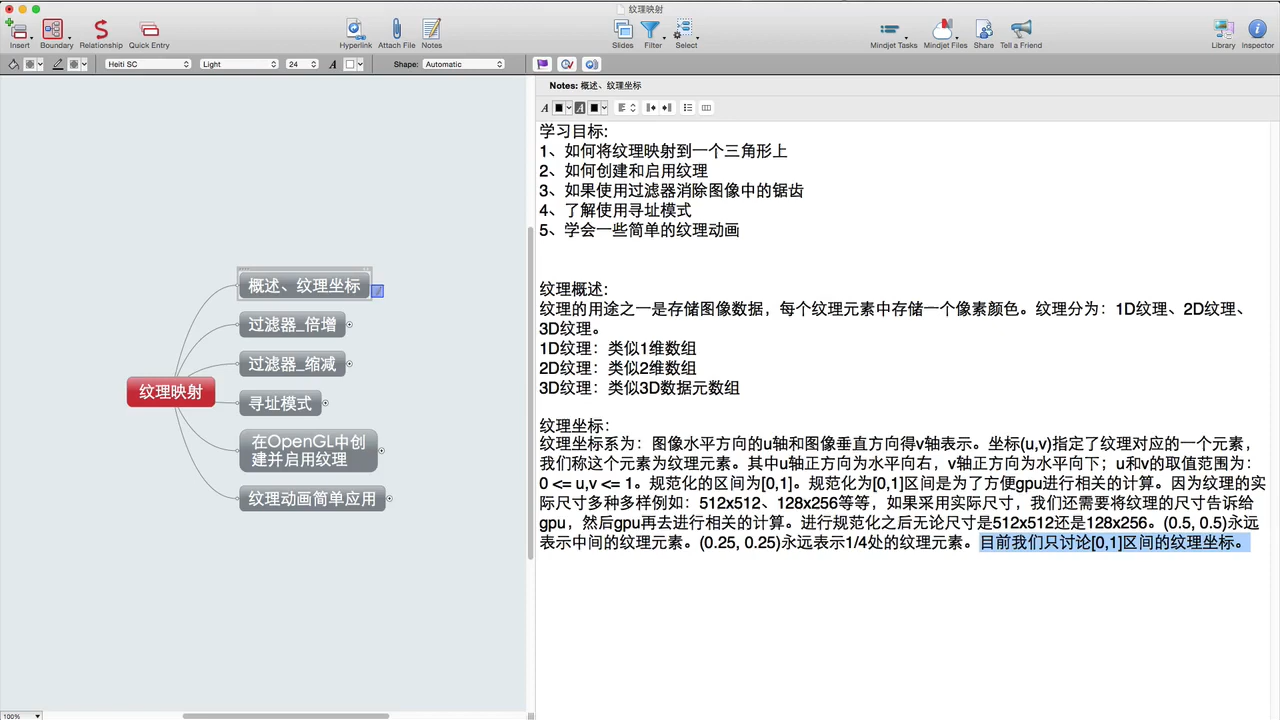 纹理映射
Insert
Boundary
Relationship
Quick Entry
Hyperlink
Attach File
Notes
Slides
Filter
Select
Mindjet Tasks
Mindjet Files
Share
Tell a Friend
Library
Inspector
Heiti SC
Light
24
Shape:
Automatic
Notes: 概述、纹理坐标
学习目标:
1、如何将纹理映射到一个三角形上
2、如何创建和启用纹理
3、如果使用过滤器消除图像中的锯齿
4、了解使用寻址模式
5、学会一些简单的纹理动画
纹理概述:
纹理的用途之一是存储图像数据，每个纹理元素中存储一个像素颜色。纹理分为：1D纹理、2D纹理、
3D纹理。
1D纹理：类似1维数组
2D纹理：类似2维数组
3D纹理：类似3D数据元数组
纹理坐标:
纹理坐标系为：图像水平方向的u轴和图像垂直方向得v轴表示。坐标(u,v)指定了纹理对应的一个元素，
我们称这个元素为纹理元素。其中u轴正方向为水平向右，v轴正方向为水平向下；u和v的取值范围为：
0 <= u,v <= 1。规范化的区间为[0,1]。规范化为[0,1]区间是为了方便gpu进行相关的计算。因为纹理的实
际尺寸多种多样例如：512x512、128x256等等，如果采用实际尺寸，我们还需要将纹理的尺寸告诉给
gpu，然后gpu再去进行相关的计算。进行规范化之后无论尺寸是512x512还是128x256。(0.5, 0.5)永远
表示中间的纹理元素。(0.25, 0.25)永远表示1/4处的纹理元素。目前我们只讨论[0,1]区间的纹理坐标。
概述、纹理坐标
过滤器_倍增
过滤器_缩减
纹理映射
寻址模式
在OpenGL中创
建并启用纹理
纹理动画简单应用
100%